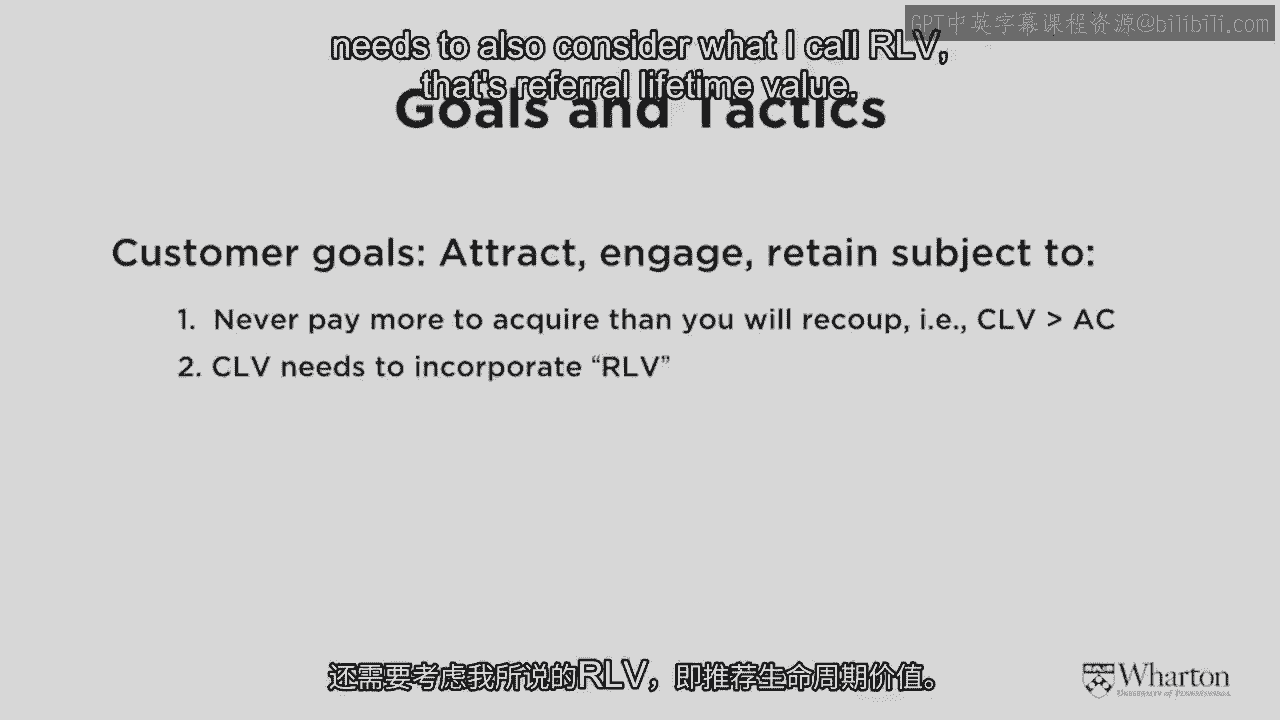 GPT中英字幕课程资源@bilibili.com
needs to also consider what I call RLV,
that's referral lifetime value.
Goals and Tactics
Customer goals: Attract, engage, retain subject to:
1. Never pay more to acquire than you will recoup, i.e., CLV > AC
2. CLV needs to incorporate “RLV”
还需要考虑我所说的RLV，即推荐生命周期价值。
Wharton
UNIVERSITY of PENNSYLVANIA